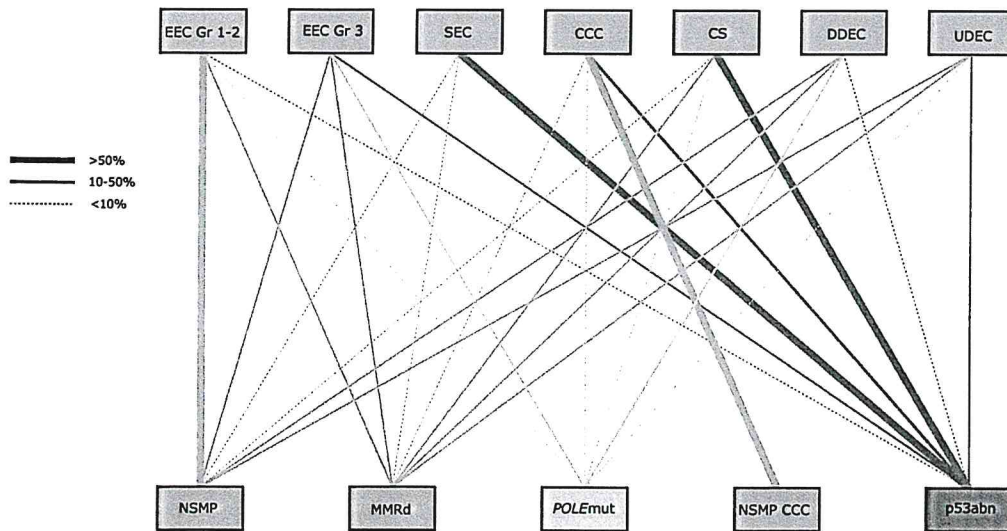 EEC Gr 1-2
EEC Gr 3
SEC
CCC
CS
DDEC
UDEC
>50%
10-50%
<10%
NSMP
MMRd
POLEmut
NSMP CCC
p53abn